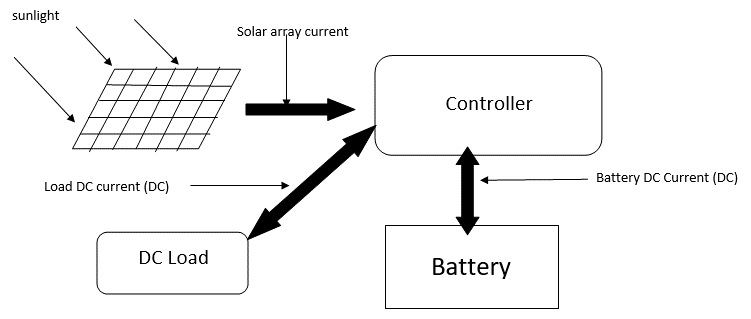 sunlight
Solar array current
Controller
Load DC current (DC)
Battery DC Current (DC)
DC Load
Battery